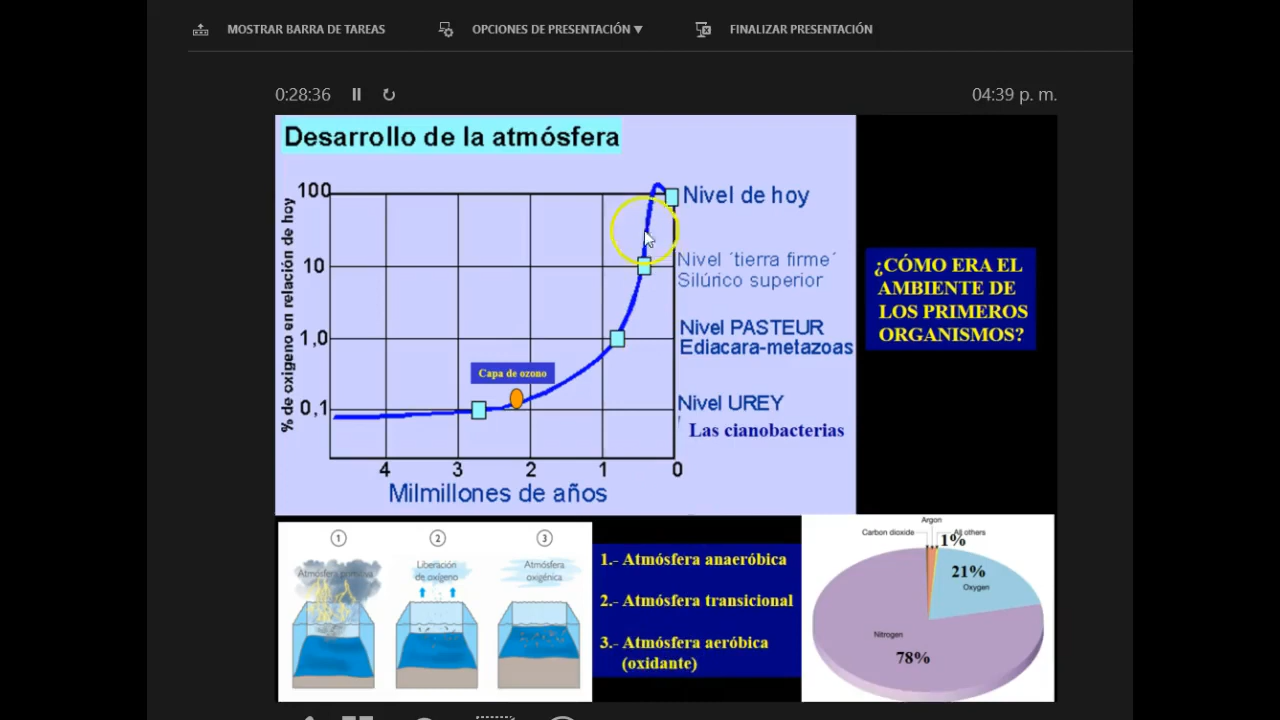 MOSTRAR BARRA DE TAREAS
OPCIONES DE PRESENTACIÓN ▼
FINALIZAR PRESENTACIÓN
0:28:36
04:39 p. m.
Desarrollo de la atmósfera
% de oxigeno en relación de hoy
100
10
1,0
0,1
4 3 2 1 0
Milmillones de años
Capa de ozono
Nivel de hoy
Nivel ´tierra firme´
Silúrico superior
Nivel PASTEUR
Ediacara-metazoas
Nivel UREY
Las cianobacterias
¿CÓMO ERA EL
AMBIENTE DE
LOS PRIMEROS
ORGANISMOS?
1
2
3
Atmósfera primitiva
Liberación
de oxígeno
Atmósfera
oxigénica
1.- Atmósfera anaeróbica
2.- Atmósfera transicional
3.- Atmósfera aeróbica
(oxidante)
Argon
Carbon dioxide
All others
1%
21%
Oxygen
Nitrogen
78%